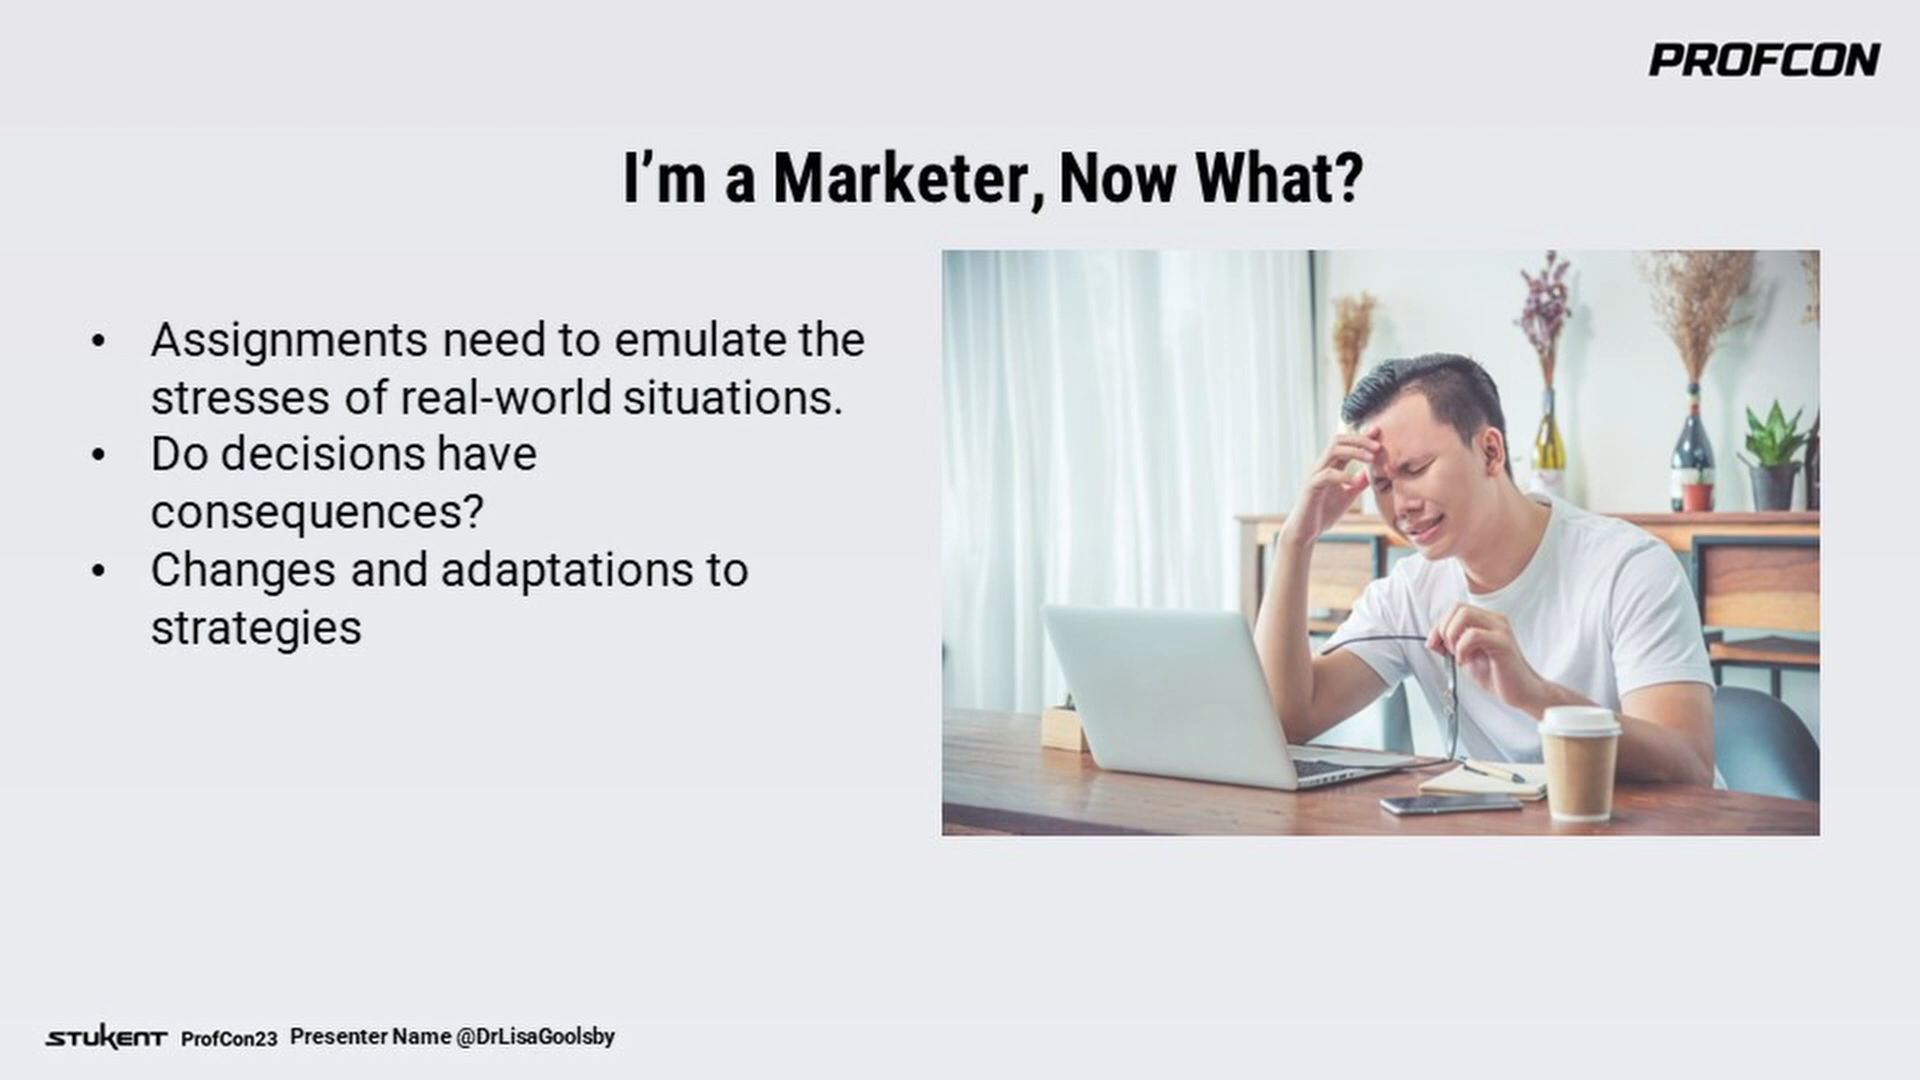 PROFCON
I’m a Marketer, Now What?
• Assignments need to emulate the
stresses of real-world situations.
• Do decisions have
consequences?
• Changes and adaptations to
strategies
STUKENT ProfCon23 Presenter Name @DrLisaGoolsby